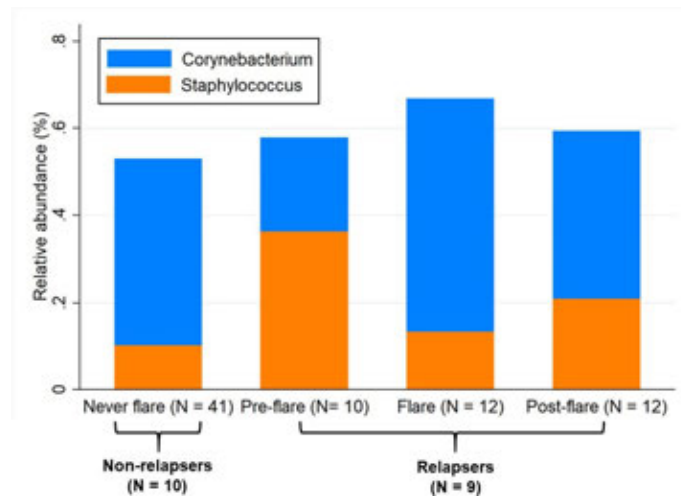 .8
Corynebacterium
Staphylococcus
.6
.4
.2
0
Relative abundance (%)
Never flare (N = 41) Pre-flare (N= 10) Flare (N = 12) Post-flare (N = 12)
Non-relapsers
(N = 10)
Relapsers
(N = 9)